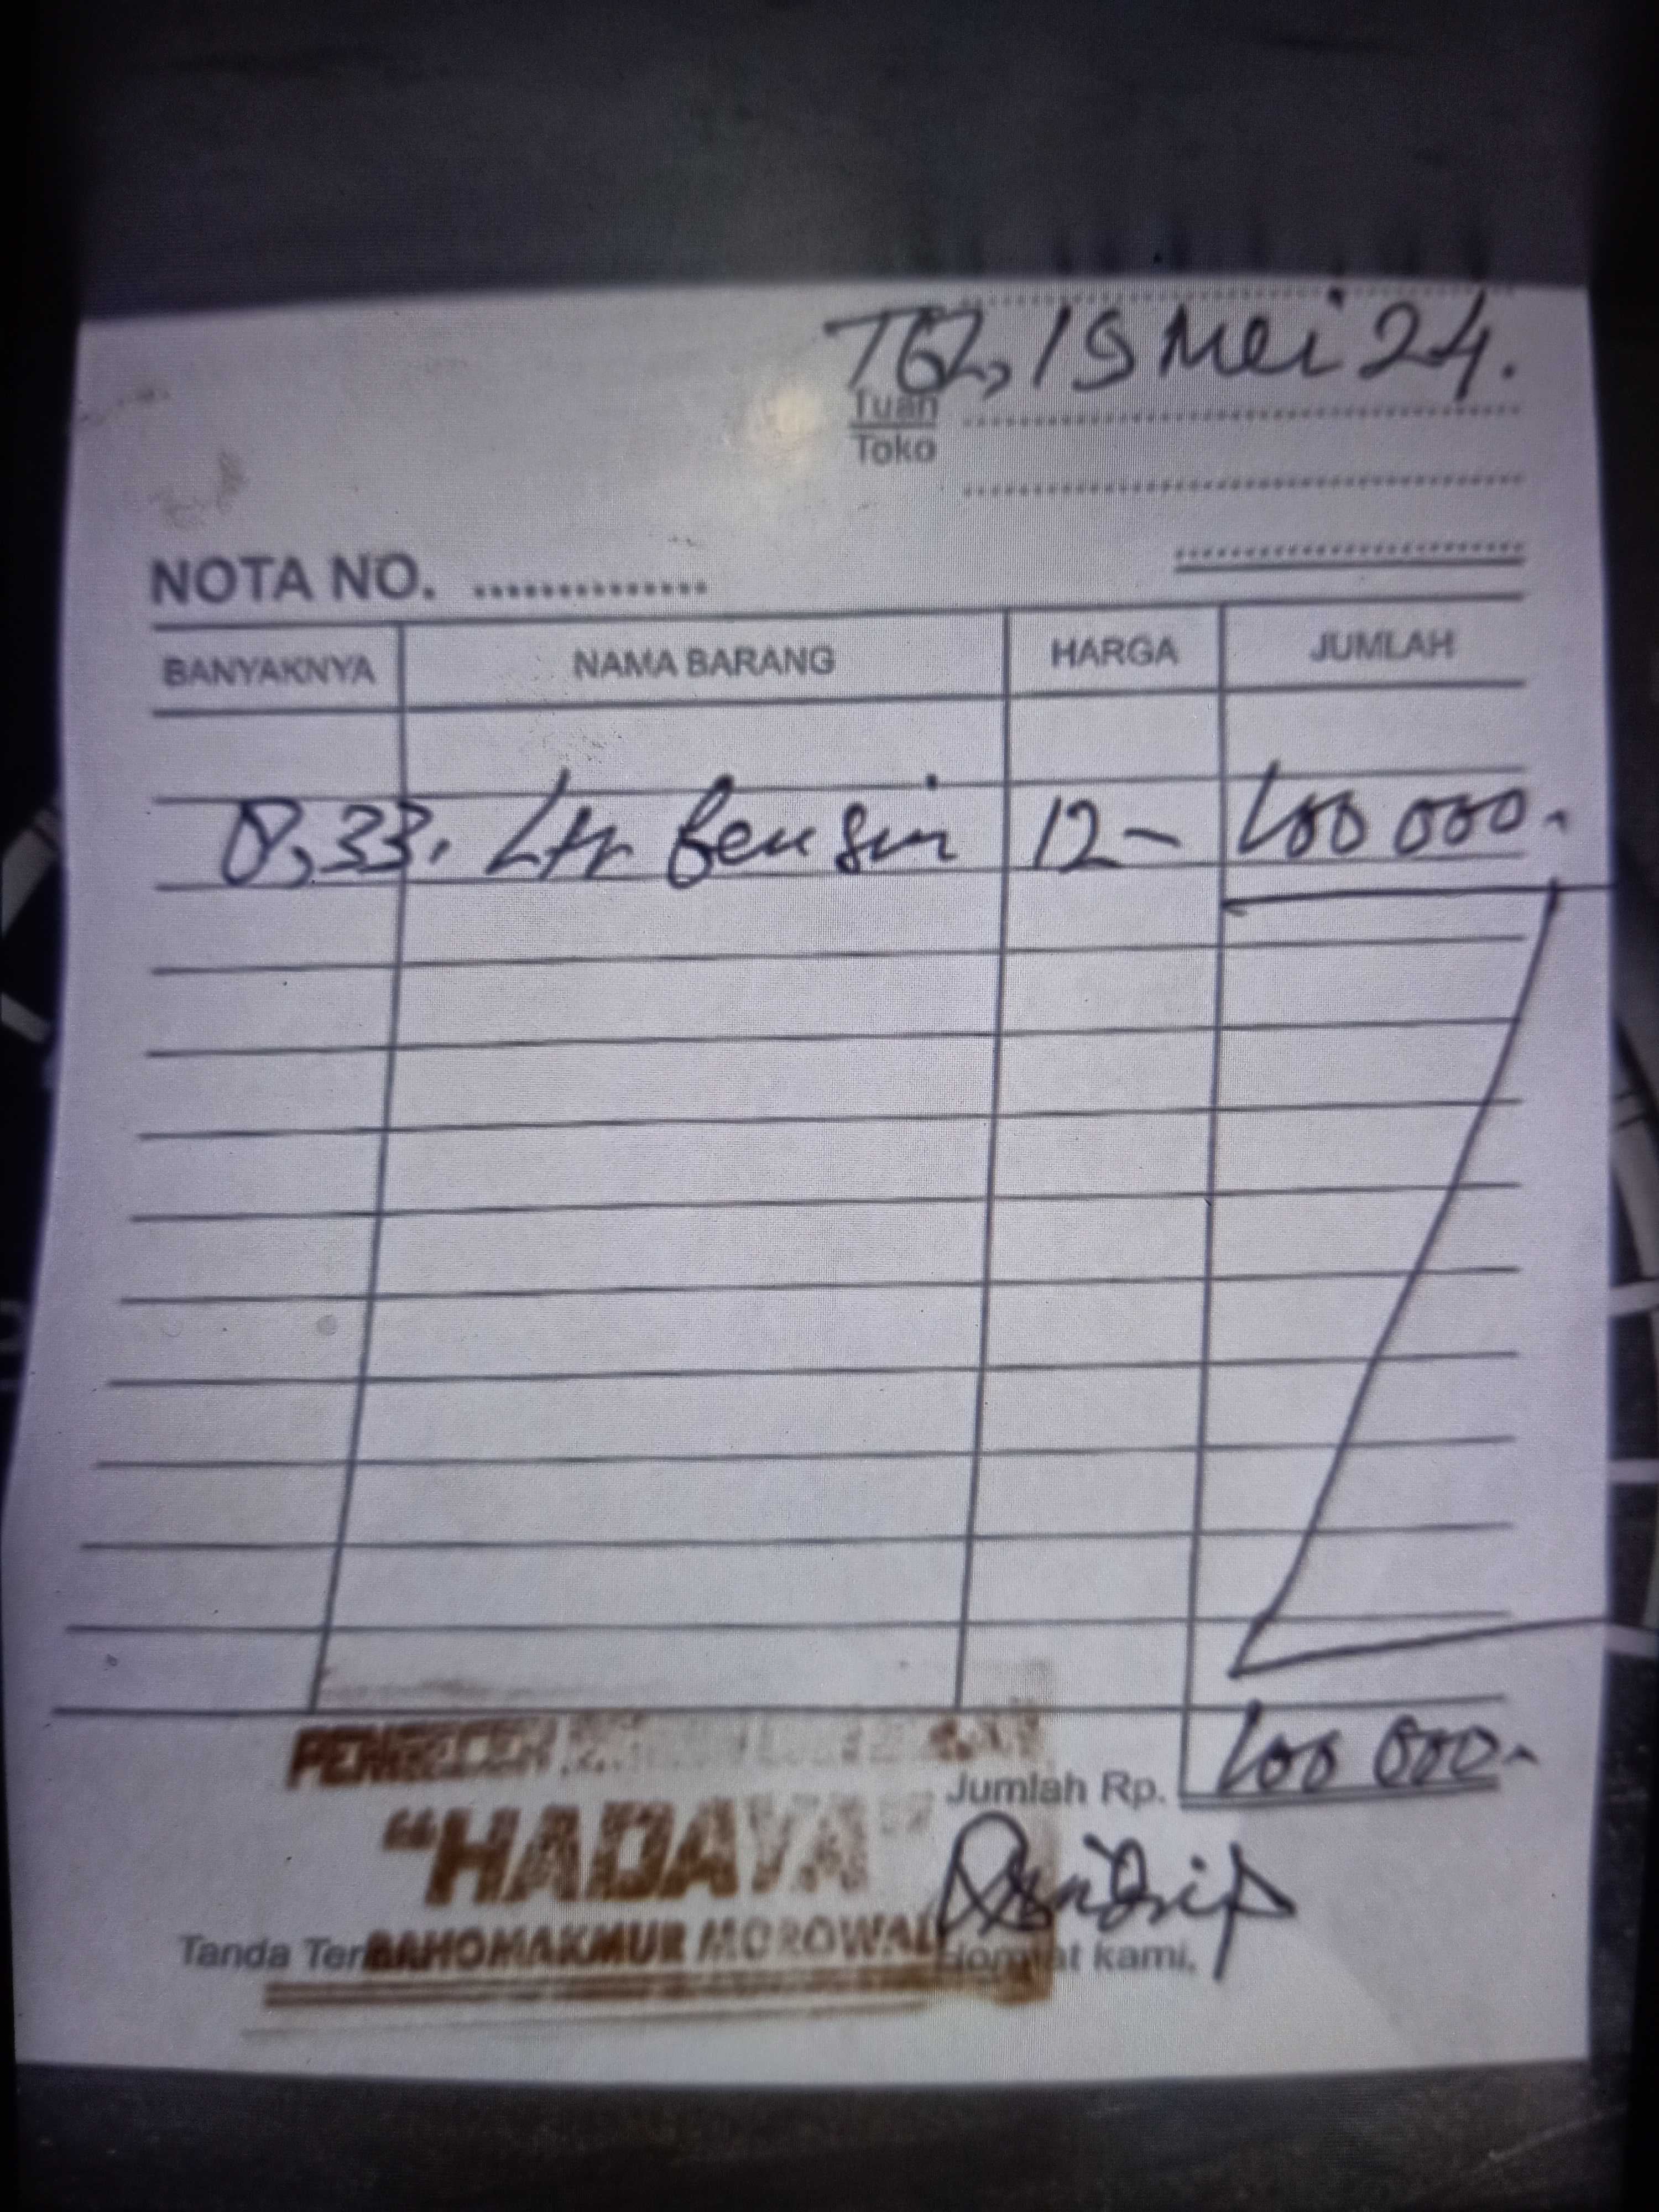 TGL, 19 Mei 24.
Tuan
Toko
NOTA NO. ..............
BANYAKNYA NAMA BARANG HARGA JUMLAH
8,33. Ltr bensin 12- 100 000.-
PENGECER
Jumlah Rp. 100 000.-
"HADAYA"
Tanda Ter BAHOMAKMUR MOROWALI Hormat kami,